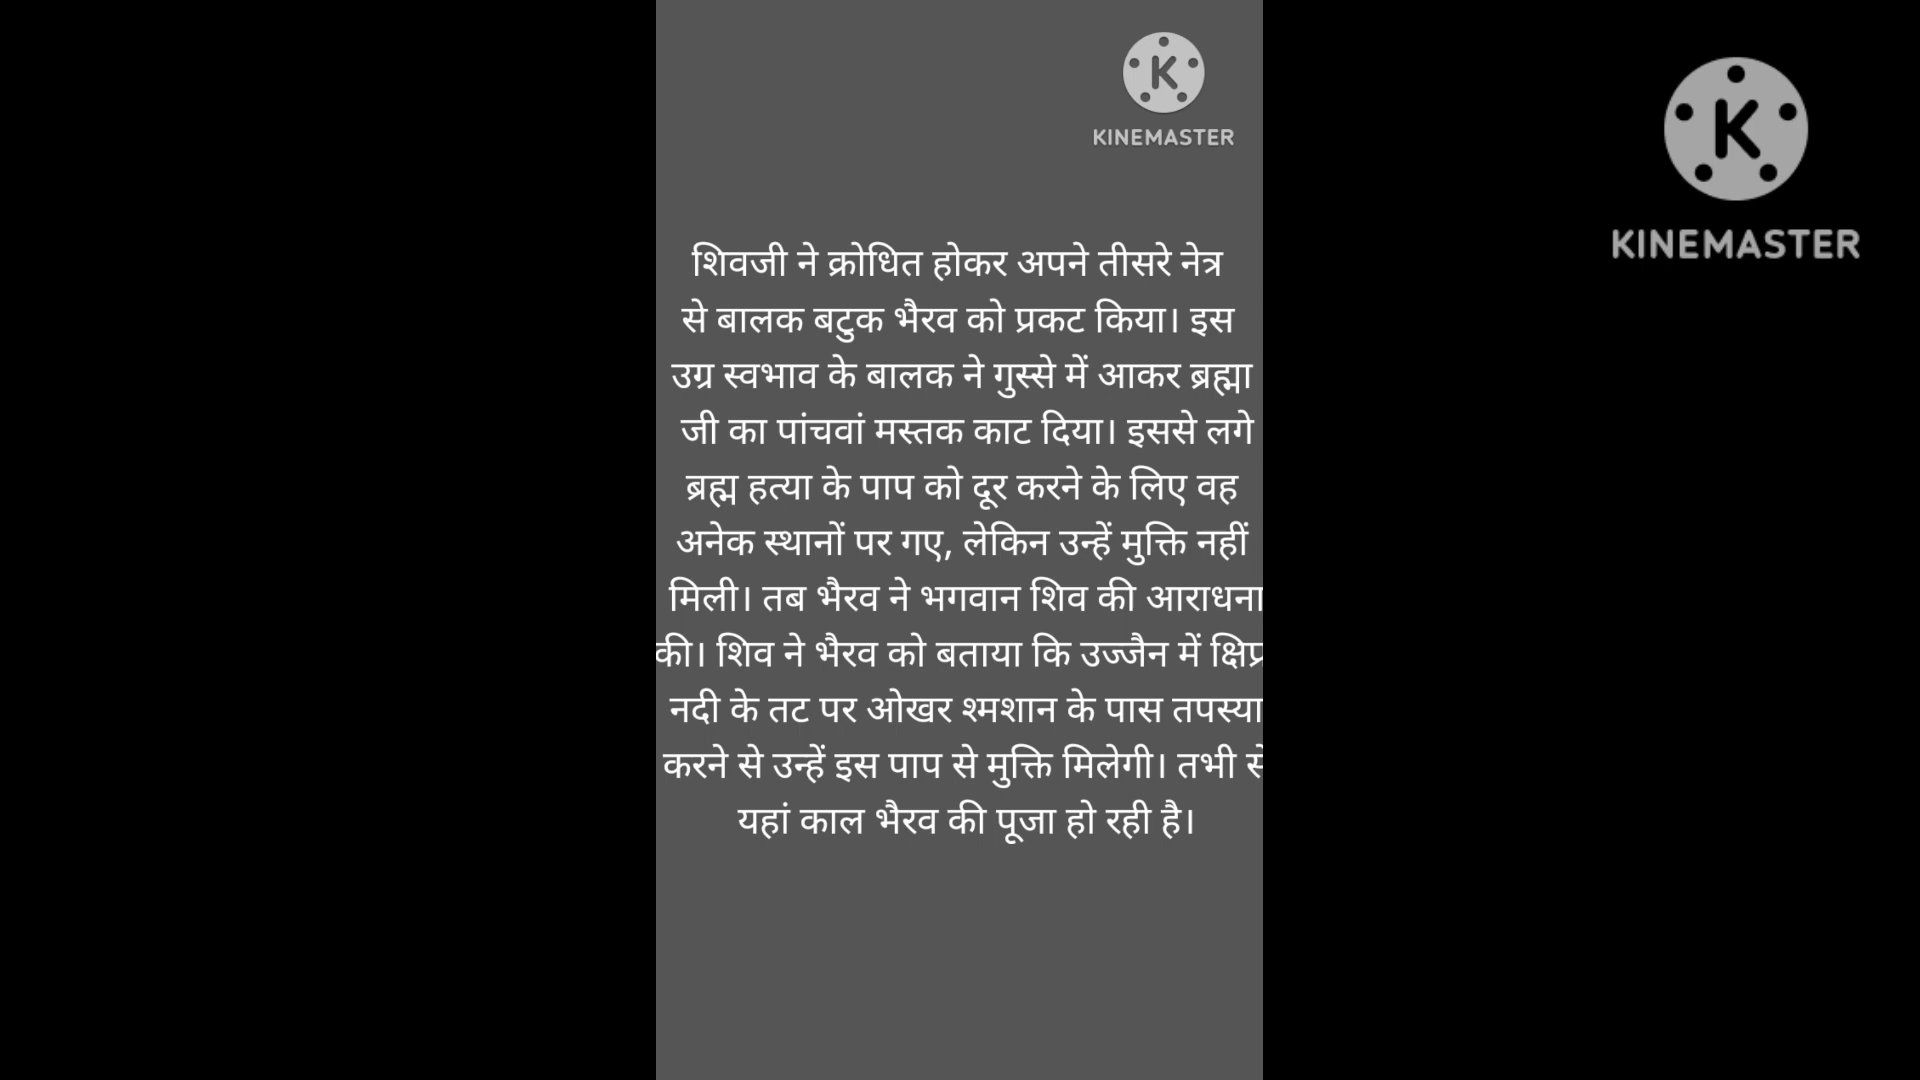 KINEMASTER
KINEMASTER
शिवजी ने क्रोधित होकर अपने तीसरे नेत्र
से बालक बटुक भैरव को प्रकट किया। इस
उग्र स्वभाव के बालक ने गुस्से में आकर ब्रह्मा
जी का पांचवां मस्तक काट दिया। इससे लगे
ब्रह्म हत्या के पाप को दूर करने के लिए वह
अनेक स्थानों पर गए, लेकिन उन्हें मुक्ति नहीं
मिली। तब भैरव ने भगवान शिव की आराधना
की। शिव ने भैरव को बताया कि उज्जैन में क्षिप्र
नदी के तट पर ओखर श्मशान के पास तपस्या
करने से उन्हें इस पाप से मुक्ति मिलेगी। तभी से
यहां काल भैरव की पूजा हो रही है।